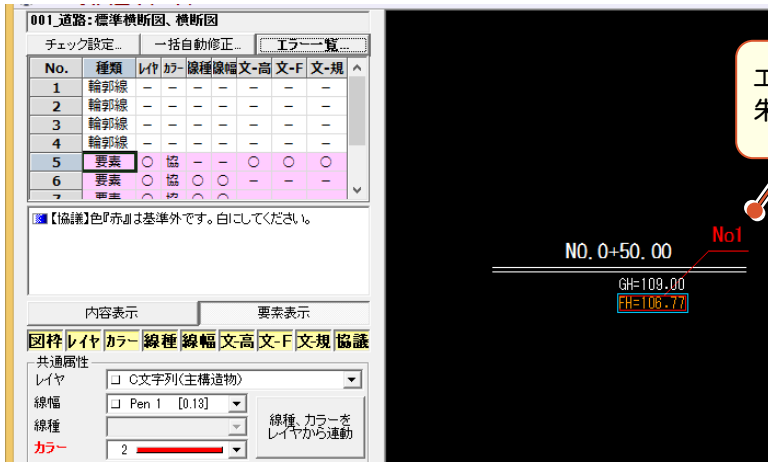 001_道路:標準横断図、横断図
チェック設定... 一括自動修正... エラー一覧...
No. 種類 ﾚｲﾔ ｶﾗｰ 線種 線幅 文-高 文-F 文-規
1 輪郭線 － － － － － － －
2 輪郭線 － － － － － － －
3 輪郭線 － － － － － － －
4 輪郭線 － － － － － － －
5 要素 ○ 協 － － ○ ○ ○
6 要素 ○ 協 ○ ○ － － －
【協議】色『赤』は基準外です。白にしてください。
内容表示 要素表示
図枠 レイヤ カラー 線種 線幅 文-高 文-F 文-規 協議
共通属性
レイヤ C文字列(主構造物)
線幅 Pen 1 [0.13]
線種
カラー 2
線種、カラーを
レイヤから連動
No1
NO.0+50.00
GH=109.00
FH=106.77